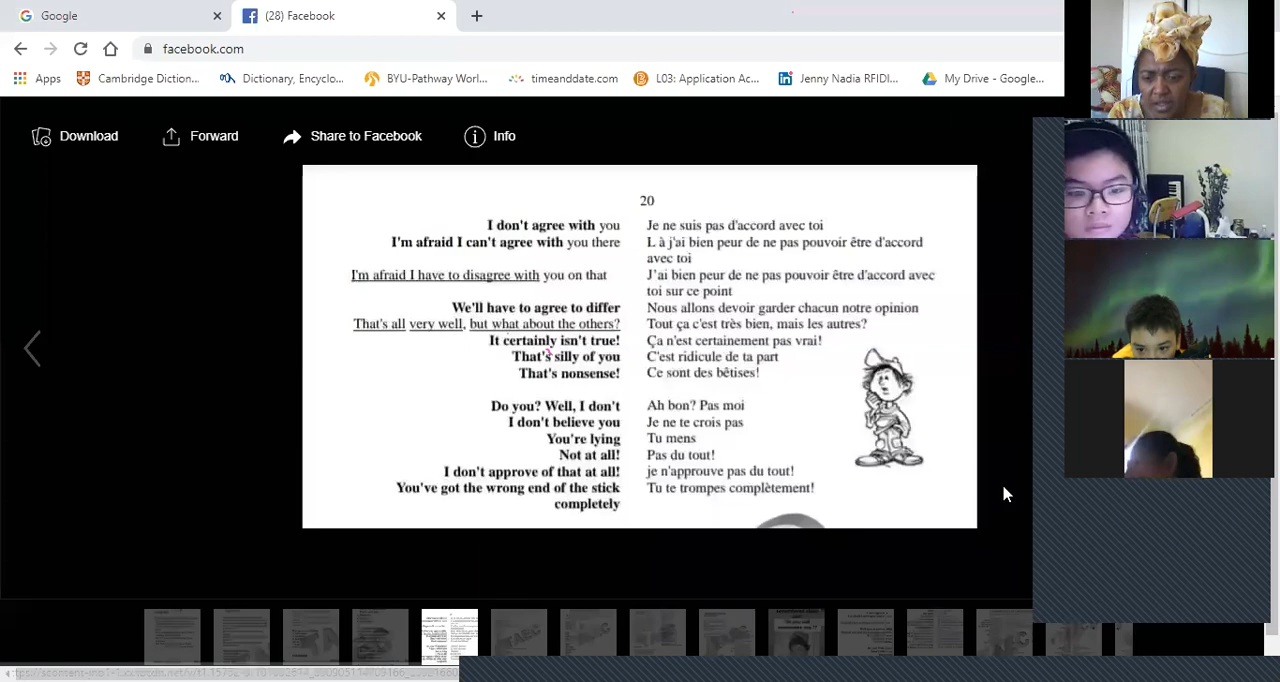 Google
(28) Facebook
facebook.com
Apps Cambridge Diction... Dictionary, Encyclo... BYU-Pathway Worl... timeanddate.com L03: Application Ac... Jenny Nadia RFIDI... My Drive - Google...
Download Forward Share to Facebook Info
20
I don't agree with you Je ne suis pas d'accord avec toi
I'm afraid I can't agree with you there L à j'ai bien peur de ne pas pouvoir être d'accord
avec toi
I'm afraid I have to disagree with you on that J'ai bien peur de ne pas pouvoir être d'accord avec
toi sur ce point
We'll have to agree to differ Nous allons devoir garder chacun notre opinion
That's all very well, but what about the others? Tout ça c'est très bien, mais les autres?
It certainly isn't true! Ça n'est certainement pas vrai!
That's silly of you C'est ridicule de ta part
That's nonsense! Ce sont des bêtises!
Do you? Well, I don't Ah bon? Pas moi
I don't believe you Je ne te crois pas
You're lying Tu mens
Not at all! Pas du tout!
I don't approve of that at all! je n'approuve pas du tout!
You've got the wrong end of the stick Tu te trompes complètement!
completely